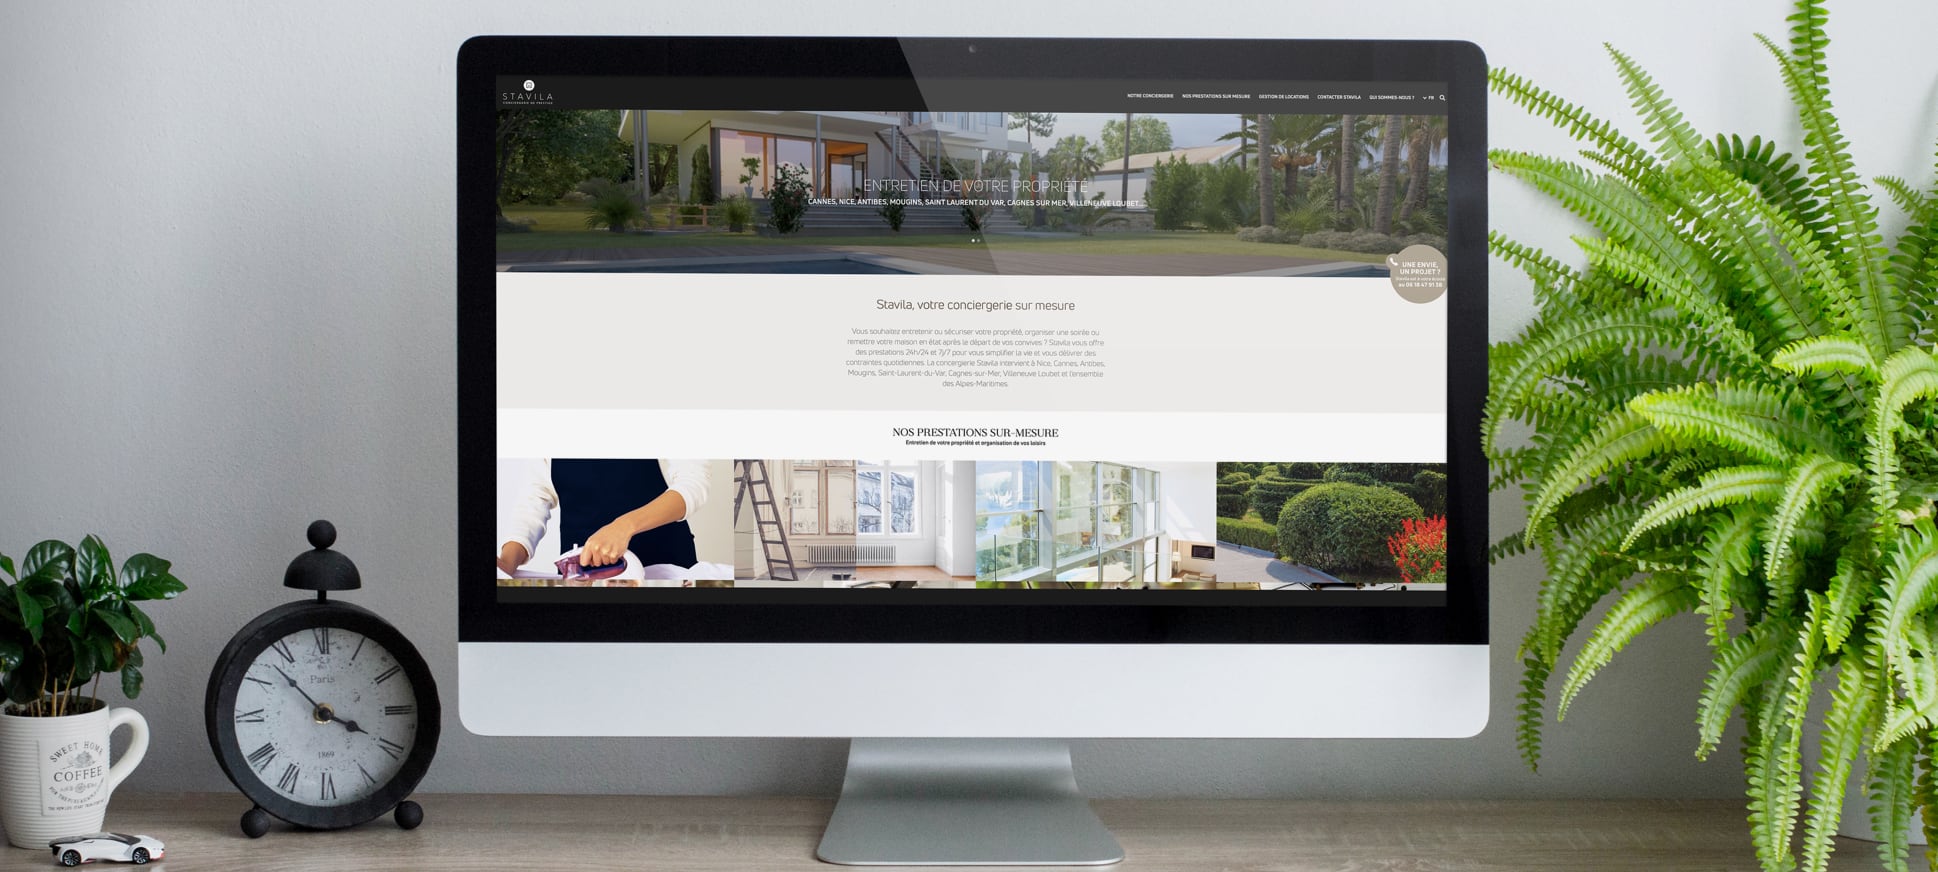 STAVILA
CONCIERGERIE DE PRESTIGE
NOTRE CONCIERGERIE NOS PRESTATIONS SUR MESURE GESTION DE LOCATIONS CONTACTER STAVILA QUI SOMMES-NOUS ? FR
ENTRETIEN DE VOTRE PROPRIÉTÉ
CANNES, NICE, ANTIBES, MOUGINS, SAINT LAURENT DU VAR, CAGNES SUR MER, VILLENEUVE LOUBET...
UNE ENVIE,
UN PROJET ?
Stavila est à votre écoute
au 06 18 47 91 38
Stavila, votre conciergerie sur mesure
Vous souhaitez entretenir ou sécuriser votre propriété, organiser une soirée ou
remettre votre maison en état après le départ de vos convives ? Stavila vous offre
des prestations 24h/24 et 7j/7 pour vous simplifier la vie et vous délivrer des
contraintes quotidiennes. La concergerie Stavila intervient à Nice, Cannes, Antibes,
Mougins, Saint-Laurent-du-Var, Cagnes-sur-Mer, Villeneuve Loubet et l'ensemble
des Alpes-Maritimes.
NOS PRESTATIONS SUR-MESURE
Entretien de votre propriété et organisation de vos loisirs
XII
Paris
1869
SWEET HOME
COFFEE